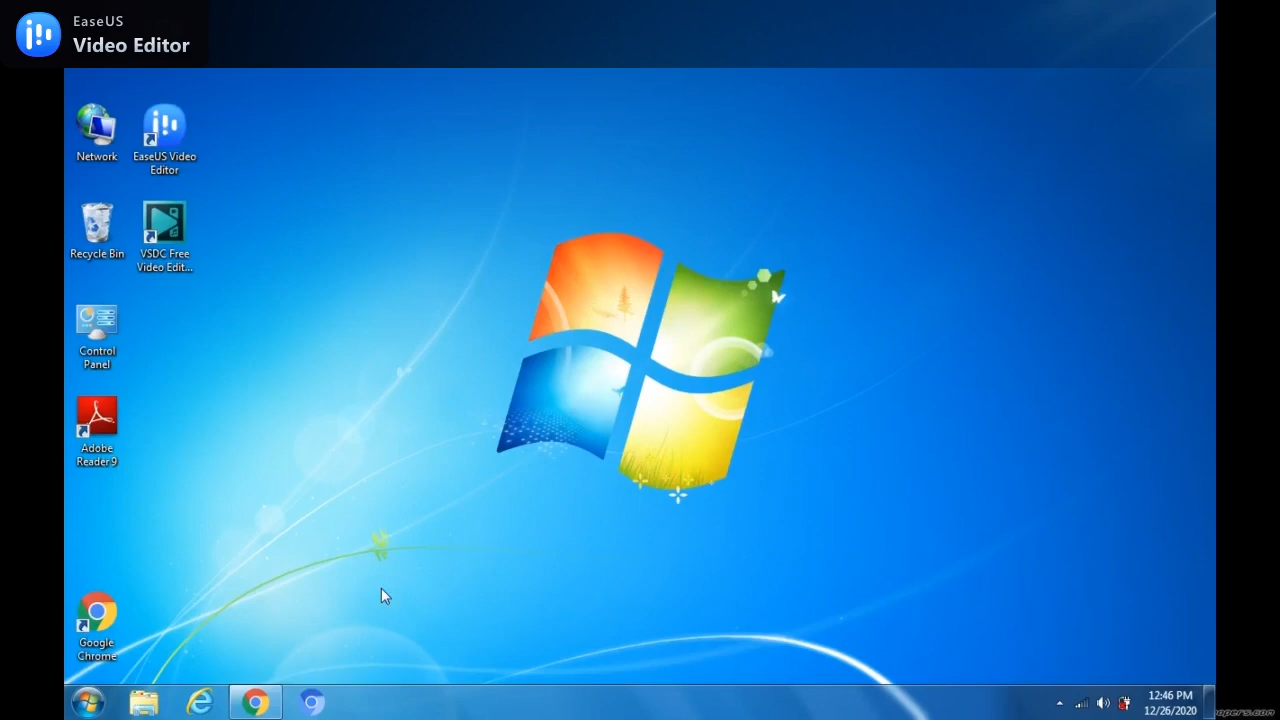 EaseUS
Video Editor
Network
EaseUS Video
Editor
Recycle Bin
VSDC Free
Video Edit...
Control
Panel
Adobe
Reader 9
Google
Chrome
12:46 PM
12/26/2020